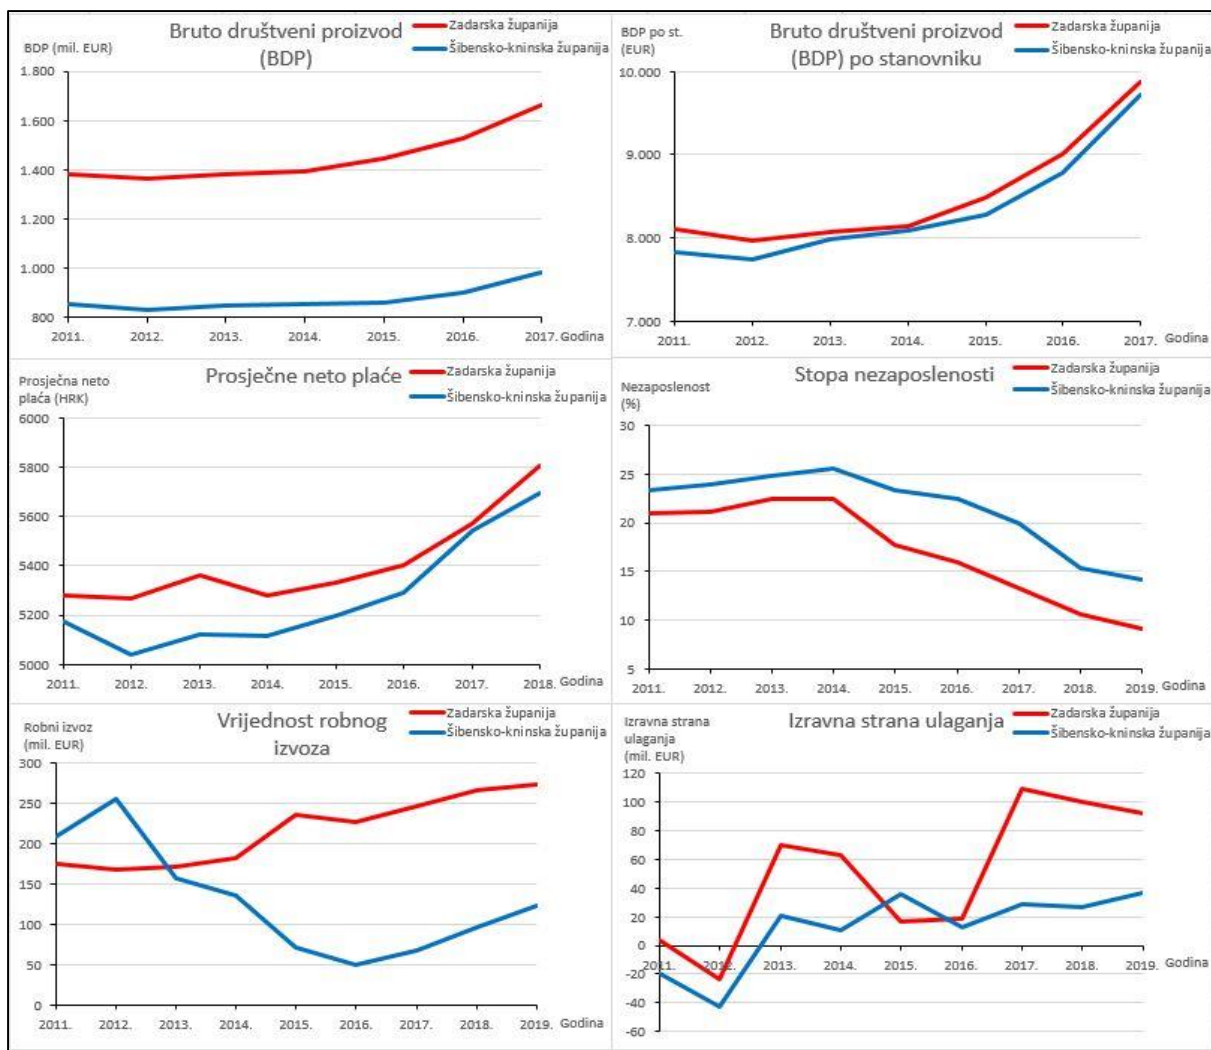 BDP (mil. EUR)
Bruto društveni proizvod
(BDP)
Zadarska županija
Šibensko-kninska županija
1.800
1.600
1.400
1.200
1.000
800
2011. 2012. 2013. 2014. 2015. 2016. 2017. Godina
BDP po st.
(EUR)
Bruto društveni proizvod
(BDP) po stanovniku
Zadarska županija
Šibensko-kninska županija
10.000
9.000
8.000
7.000
2011. 2012. 2013. 2014. 2015. 2016. 2017. Godina
Prosječna neto
plaća (HRK)
Prosječne neto plaće
Zadarska županija
Šibensko-kninska županija
6000
5800
5600
5400
5200
5000
2011. 2012. 2013. 2014. 2015. 2016. 2017. 2018. Godina
Nezaposlenost
(%)
Stopa nezaposlenosti
Zadarska županija
Šibensko-kninska županija
30
25
20
15
10
5
2011. 2012. 2013. 2014. 2015. 2016. 2017. 2018. 2019. Godina
Robni izvoz
(mil. EUR)
Vrijednost robnog
izvoza
Zadarska županija
Šibensko-kninska županija
300
250
200
150
100
50
0
2011. 2012. 2013. 2014. 2015. 2016. 2017. 2018. 2019. Godina
Izravna strana
ulaganja
(mil. EUR)
Izravna strana ulaganja
Zadarska županija
Šibensko-kninska županija
120
100
80
60
40
20
0
-20
-40
-60
2011. 2012. 2013. 2014. 2015. 2016. 2017. 2018. 2019. Godina